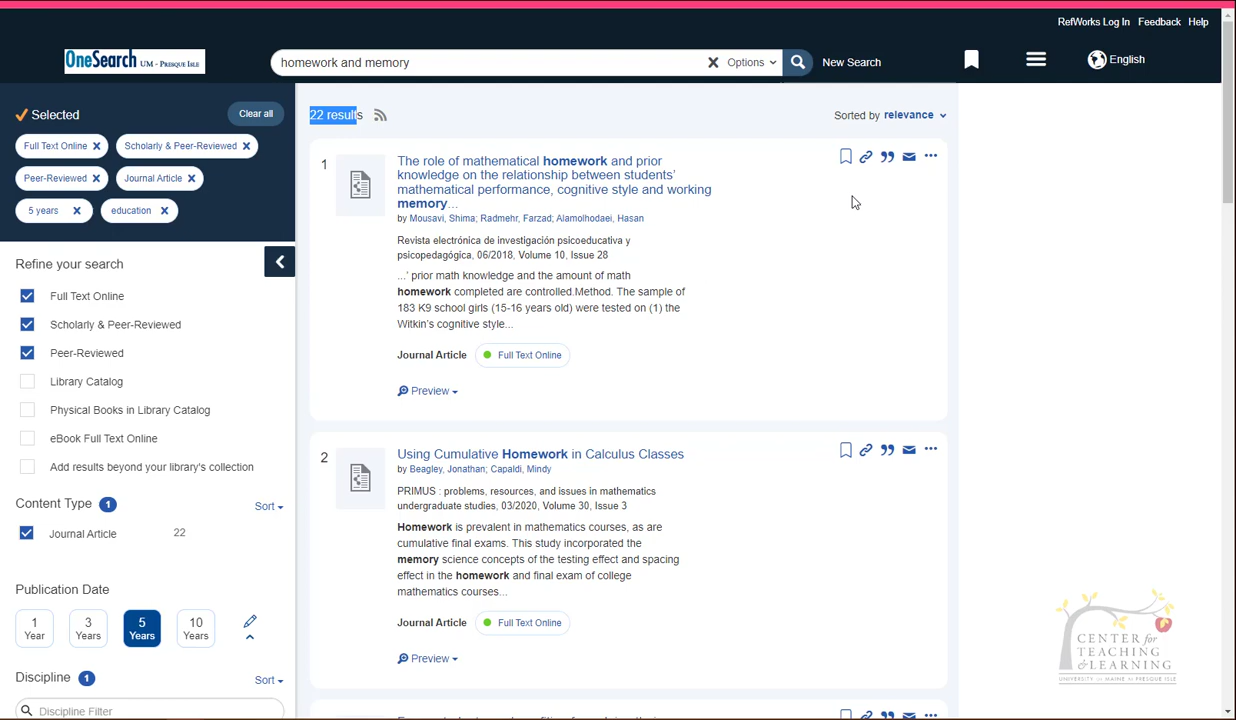 RefWorks Log In Feedback Help
OneSearch UM - PRESQUE ISLE
homework and memory
Options
New Search
English
Selected
Clear all
Full Text Online
Scholarly & Peer-Reviewed
Peer-Reviewed
Journal Article
5 years
education
22 results
Sorted by relevance
Refine your search
Full Text Online
Scholarly & Peer-Reviewed
Peer-Reviewed
Library Catalog
Physical Books in Library Catalog
eBook Full Text Online
Add results beyond your library's collection
Content Type 1
Sort
Journal Article 22
Publication Date
1 Year
3 Years
5 Years
10 Years
Discipline 1
Sort
Discipline Filter
1
The role of mathematical homework and prior
knowledge on the relationship between students'
mathematical performance, cognitive style and working
memory...
by Mousavi, Shima; Radmehr, Farzad; Alamolhodaei, Hasan
Revista electrónica de investigación psicoeducativa y
psicopedagógica, 06/2018, Volume 10, Issue 28
...' prior math knowledge and the amount of math
homework completed are controlled.Method. The sample of
183 K9 school girls (15-16 years old) were tested on (1) the
Witkin's cognitive style...
Journal Article Full Text Online
Preview
2
Using Cumulative Homework in Calculus Classes
by Beagley, Jonathan; Capaldi, Mindy
PRIMUS : problems, resources, and issues in mathematics
undergraduate studies, 03/2020, Volume 30, Issue 3
Homework is prevalent in mathematics courses, as are
cumulative final exams. This study incorporated the
memory science concepts of the testing effect and spacing
effect in the homework and final exam of college
mathematics courses...
Journal Article Full Text Online
Preview
CENTER for
TEACHING
& LEARNING
UNIVERSITY OF MAINE AT PRESQUE ISLE